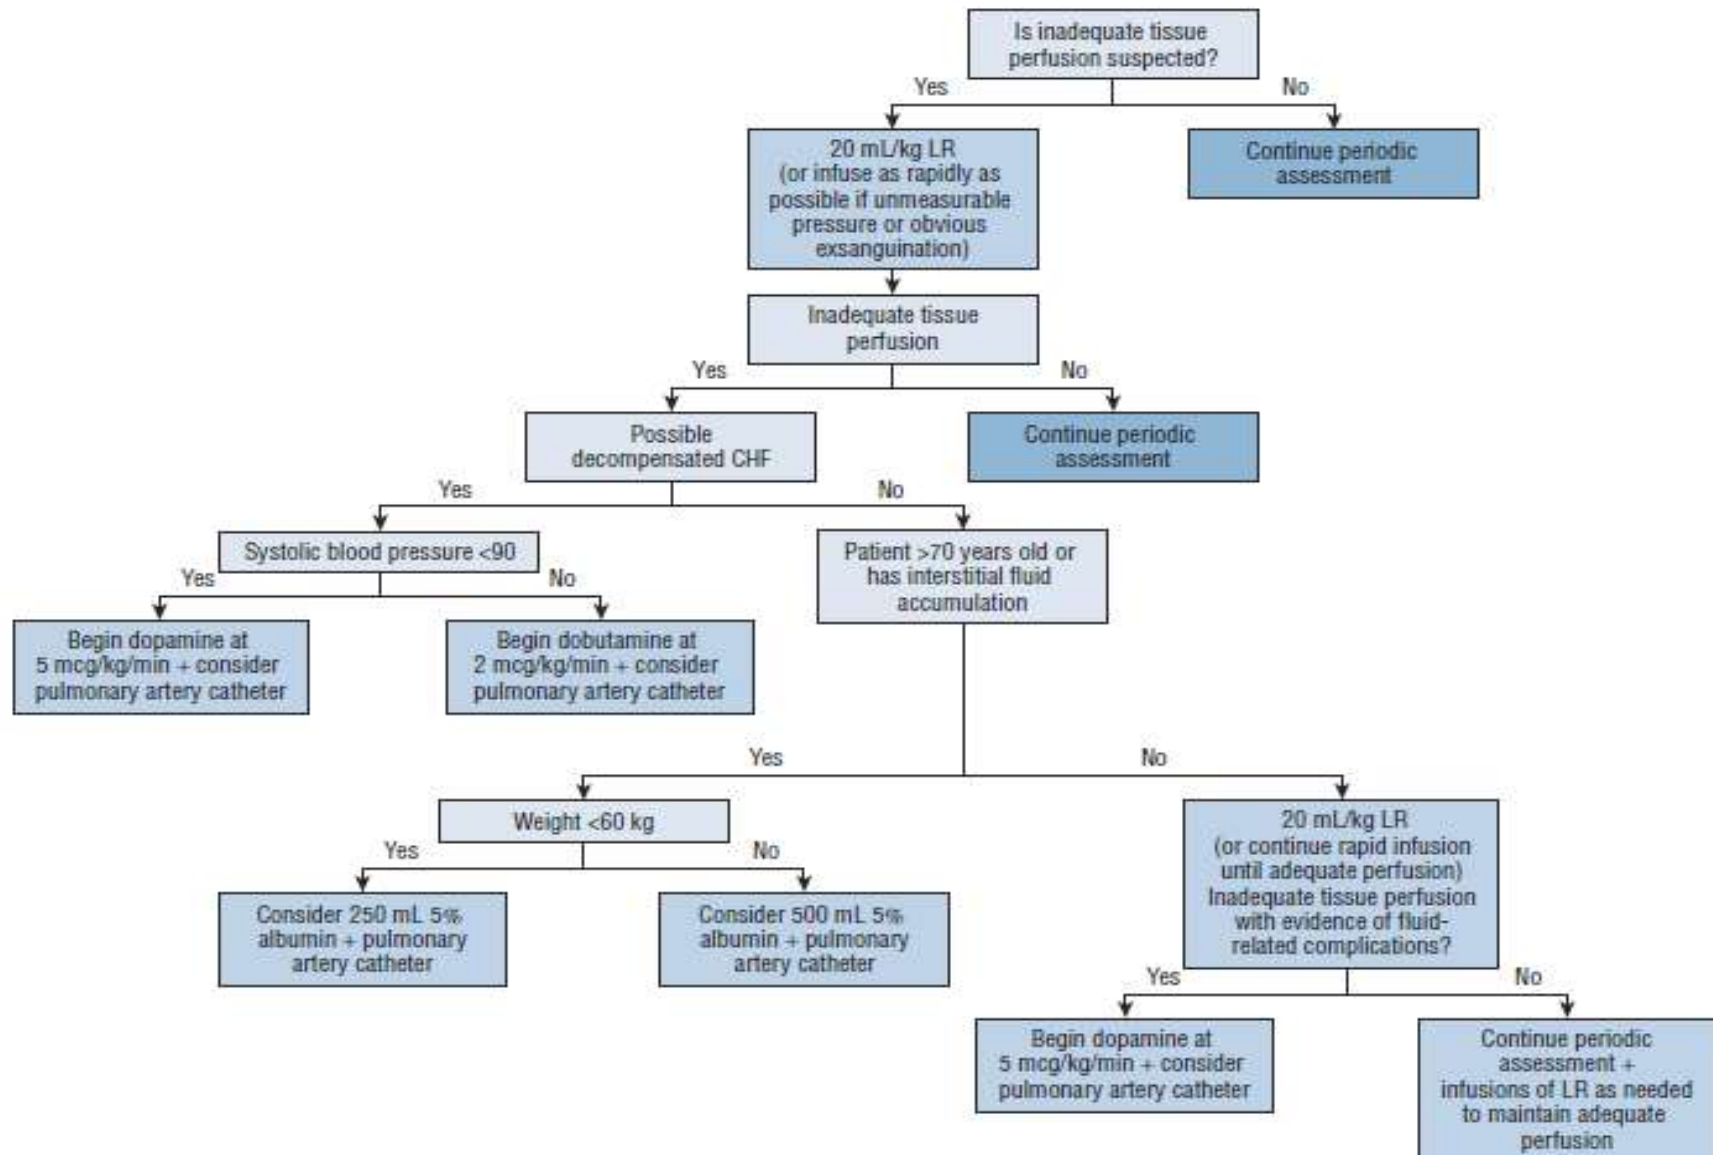 Is inadequate tissue
perfusion suspected?
Yes
No
20 mL/kg LR
(or infuse as rapidly as
possible if unmeasurable
pressure or obvious
exsanguination)
Continue periodic
assessment
Inadequate tissue
perfusion
Yes
No
Possible
decompensated CHF
Continue periodic
assessment
Yes
No
Systolic blood pressure <90
Patient >70 years old or
has interstitial fluid
accumulation
Yes
No
Begin dopamine at
5 mcg/kg/min + consider
pulmonary artery catheter
Begin dobutamine at
2 mcg/kg/min + consider
pulmonary artery catheter
Yes
No
Weight <60 kg
20 mL/kg LR
(or continue rapid infusion
until adequate perfusion)
Inadequate tissue perfusion
with evidence of fluid-
related complications?
Yes
No
Consider 250 mL 5%
albumin + pulmonary
artery catheter
Consider 500 mL 5%
albumin + pulmonary
artery catheter
Yes
No
Begin dopamine at
5 mcg/kg/min + consider
pulmonary artery catheter
Continue periodic
assessment +
infusions of LR as needed
to maintain adequate
perfusion